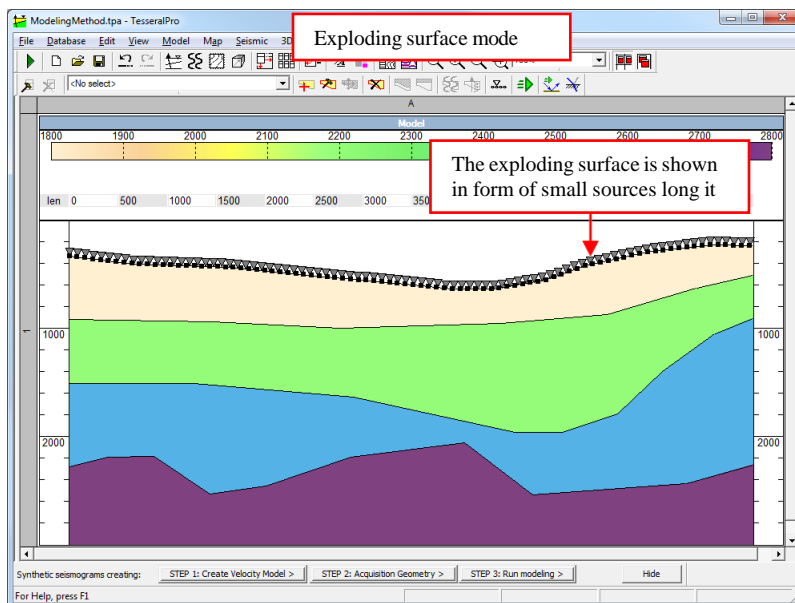 ModelingMethod.tpa - TesseralPro
File Database Edit View Model Map Seismic 3D
Exploding surface mode
<No select>
A
Model
1800 1900 2000 2100 2200 2300 2400 2500 2600 2700 2800
The exploding surface is shown
in form of small sources long it
len 0 500 1000 1500 2000 2500 3000
1
1000 1000
2000 2000
Synthetic seismograms creating: STEP 1: Create Velocity Model > STEP 2: Acquisition Geometry > STEP 3: Run modeling > Hide
For Help, press F1